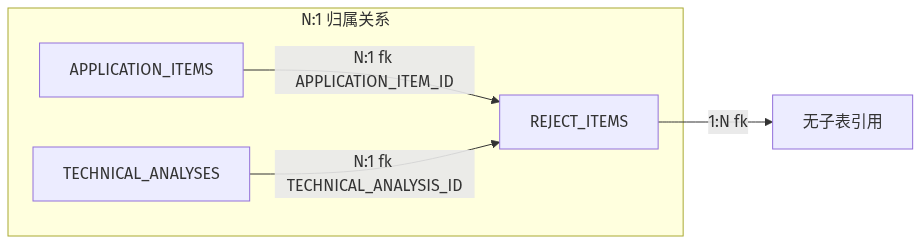 N:1 归属关系
APPLICATION_ITEMS
N:1 fk
APPLICATION_ITEM_ID
REJECT_ITEMS
1:N fk
无子表引用
TECHNICAL_ANALYSES
N:1 fk
TECHNICAL_ANALYSIS_ID